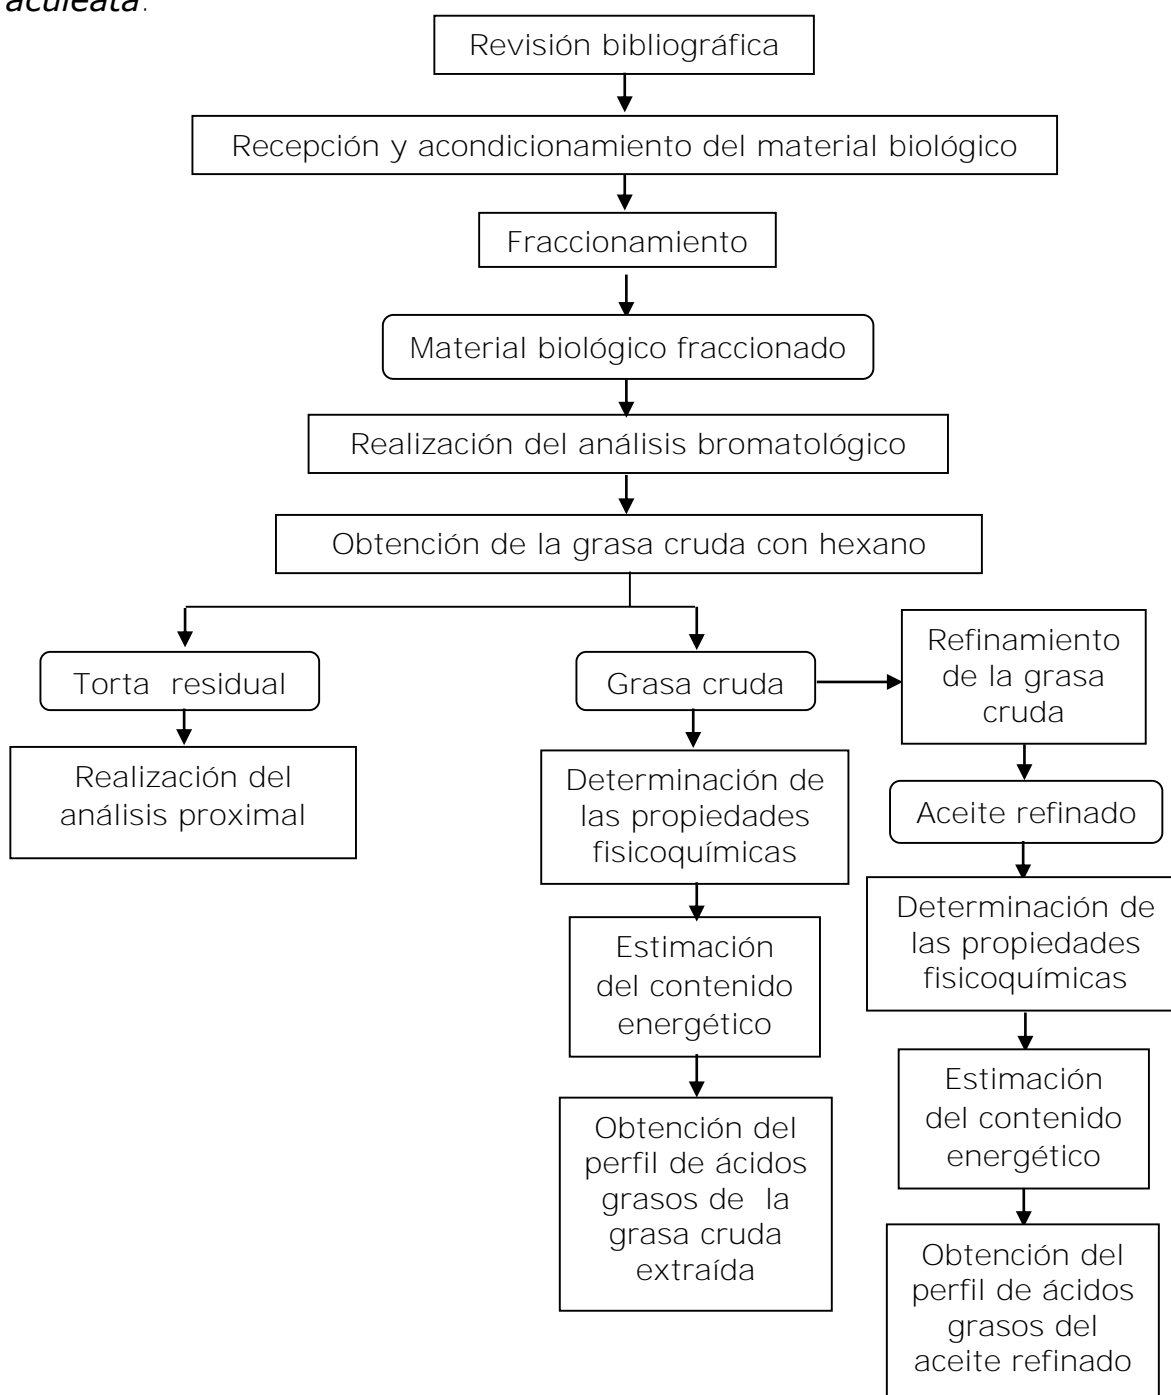 aculeata.
Revisión bibliográfica
Recepción y acondicionamiento del material biológico
Fraccionamiento
Material biológico fraccionado
Realización del análisis bromatológico
Obtención de la grasa cruda con hexano
Torta residual
Realización del
análisis proximal
Grasa cruda
Determinación de
las propiedades
fisicoquímicas
Estimación
del contenido
energético
Obtención del
perfil de ácidos
grasos de la
grasa cruda
extraída
Refinamiento
de la grasa
cruda
Aceite refinado
Determinación de
las propiedades
fisicoquímicas
Estimación
del contenido
energético
Obtención del
perfil de ácidos
grasos del
aceite refinado